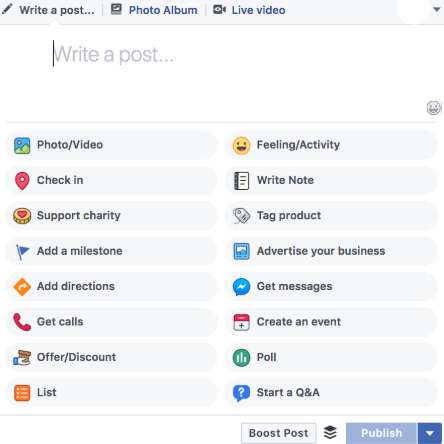 Write a post... Photo Album Live video
Write a post...
Photo/Video Feeling/Activity
Check in Write Note
Support charity Tag product
Add a milestone Advertise your business
Add directions Get messages
Get calls Create an event
Offer/Discount Poll
List Start a Q&A
Boost Post Publish